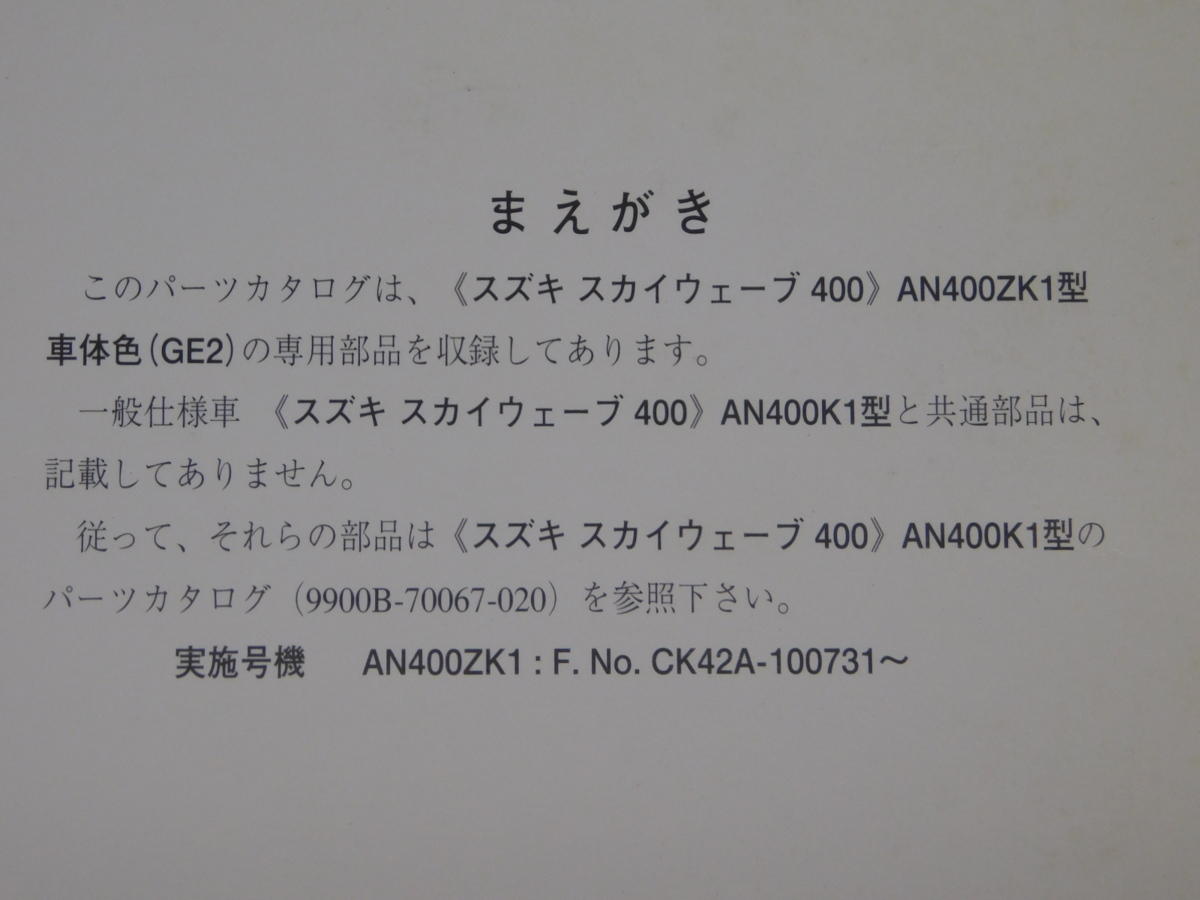 まえがき
このパーツカタログは、《スズキ スカイウェーブ 400》AN400ZK1型
車体色(GE2)の専用部品を収録してあります。
一般仕様車 《スズキ スカイウェーブ 400》AN400K1型と共通部品は、
記載してありません。
従って、それらの部品は《スズキ スカイウェーブ 400》AN400K1型の
パーツカタログ（9900B-70067-020）を参照下さい。
実施号機 AN400ZK1 : F. No. CK42A-100731〜